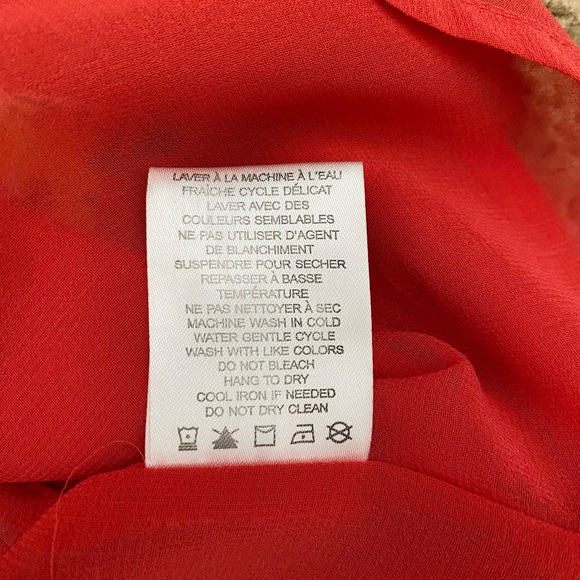 LAVER À LA MACHINE À L'EAU
FRAÎCHE CYCLE DÉLICAT
LAVER AVEC DES
COULEURS SEMBLABLES
NE PAS UTILISER D'AGENT
DE BLANCHIMENT
SUSPENDRE POUR SECHER
REPASSER À BASSE
TEMPÉRATURE
NE PAS NETTOYER À SEC
MACHINE WASH IN COLD
WATER GENTLE CYCLE
WASH WITH LIKE COLORS
DO NOT BLEACH
HANG TO DRY
COOL IRON IF NEEDED
DO NOT DRY CLEAN